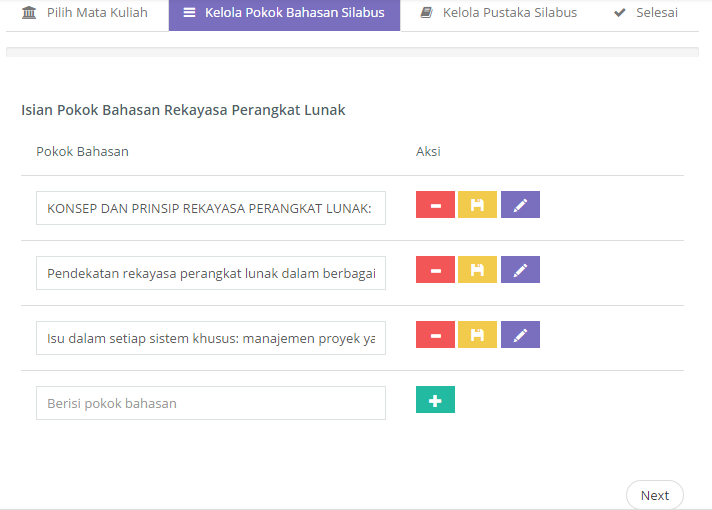 Pilih Mata Kuliah Kelola Pokok Bahasan Silabus Kelola Pustaka Silabus Selesai
Isian Pokok Bahasan Rekayasa Perangkat Lunak
Pokok Bahasan Aksi
KONSEP DAN PRINSIP REKAYASA PERANGKAT LUNAK:
Pendekatan rekayasa perangkat lunak dalam berbagai
Isu dalam setiap sistem khusus: manajemen proyek ya
Berisi pokok bahasan
Next